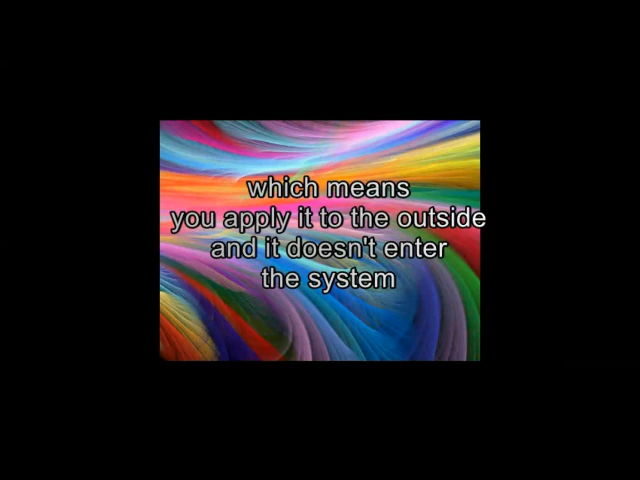 which means
you apply it to the outside
and it doesn't enter
the system